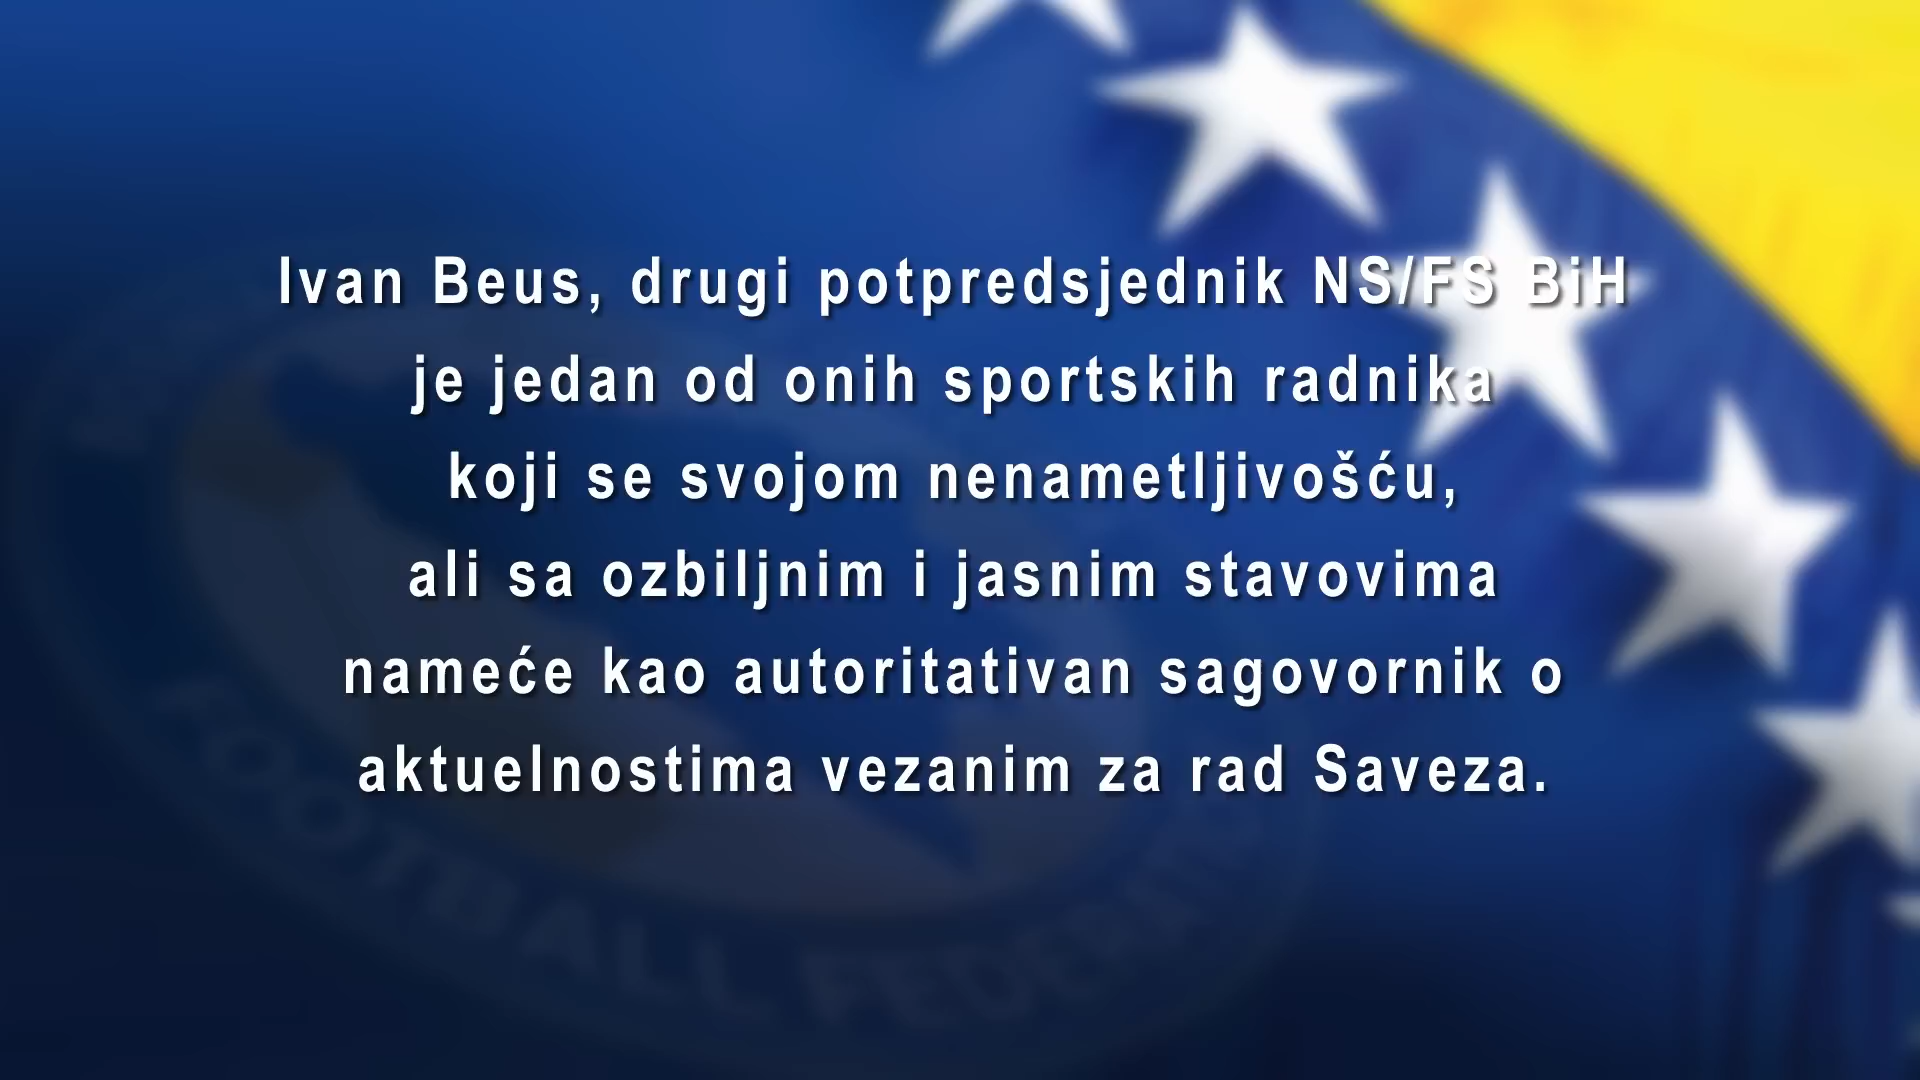 Ivan Beus, drugi potpredsjednik NS/FS BiH
je jedan od onih sportskih radnika
koji se svojom nenametljivošću,
ali sa ozbiljnim i jasnim stavovima
nameće kao autoritativan sagovornik o
aktuelnostima vezanim za rad Saveza.
FOOTBALL